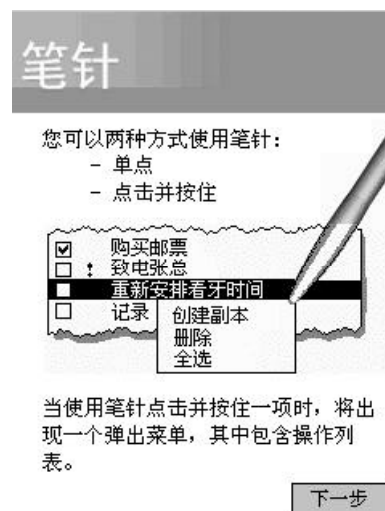 笔针
您可以两种方式使用笔针：
– 单点
– 点击并按住
购买邮票
致电张总
重新安排看牙时间
记录
创建副本
删除
全选
当使用笔针点击并按住一项时，将出
现一个弹出菜单，其中包含操作列
表。
下一步